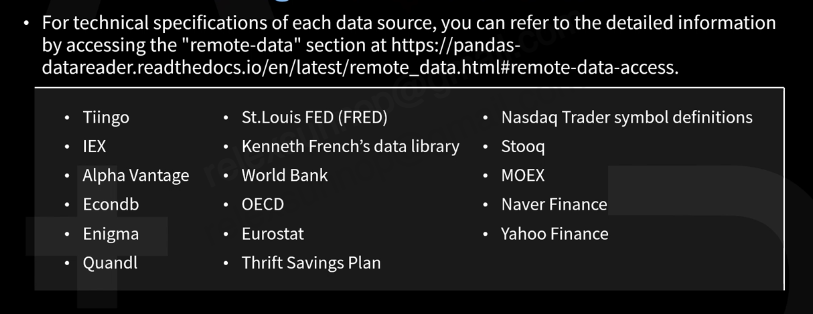 • For technical specifications of each data source, you can refer to the detailed information
by accessing the "remote-data" section at https://pandas-
datareader.readthedocs.io/en/latest/remote_data.html#remote-data-access.
• Tiingo
• IEX
• Alpha Vantage
• Econdb
• Enigma
• Quandl
• St.Louis FED (FRED)
• Kenneth French’s data library
• World Bank
• OECD
• Eurostat
• Thrift Savings Plan
• Nasdaq Trader symbol definitions
• Stooq
• MOEX
• Naver Finance
• Yahoo Finance